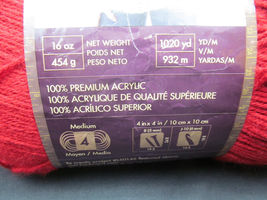 16 oz NET WEIGHT 1020 yd YD/M
POIDS NET V/M
454 g PESO NETO 932 m YARDAS/M
100% PREMIUM ACRYLIC
100% ACRYLIQUE DE QUALITÉ SUPÉRIEURE
100% ACRÍLICO SUPERIOR
Medium 4 in x 4 in / 10 cm x 10 cm
4
Moyen / Medio